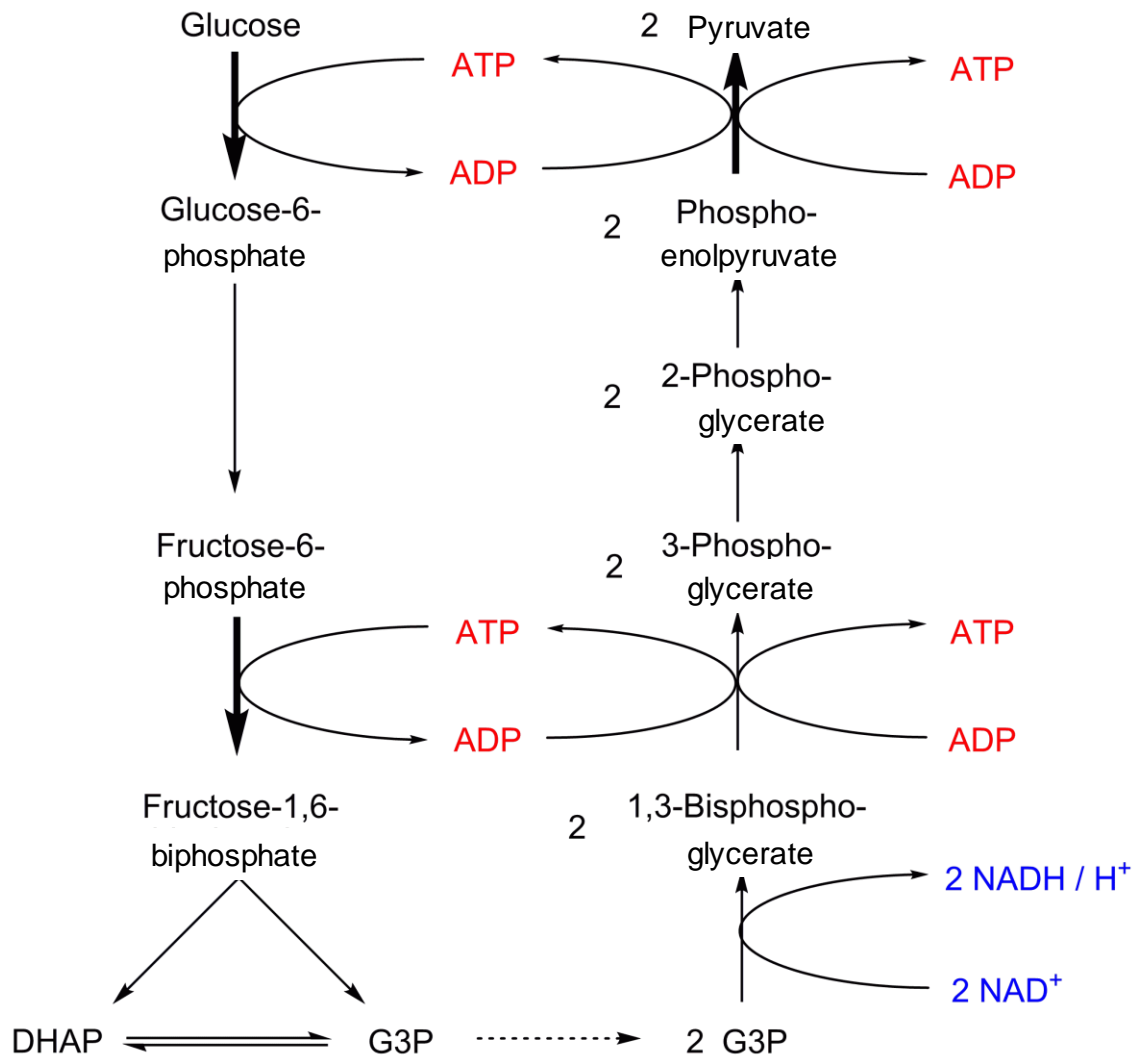 Glucose
ATP
2 Pyruvate
ATP
ADP
ADP
Glucose-6-
phosphate
2 Phospho-
enolpyruvate
2 2-Phospho-
glycerate
Fructose-6-
phosphate
2 3-Phospho-
glycerate
ATP
ATP
ADP
ADP
Fructose-1,6-
biphosphate
2 1,3-Bisphospho-
glycerate
2 NADH / H⁺
2 NAD⁺
DHAP
G3P
2 G3P